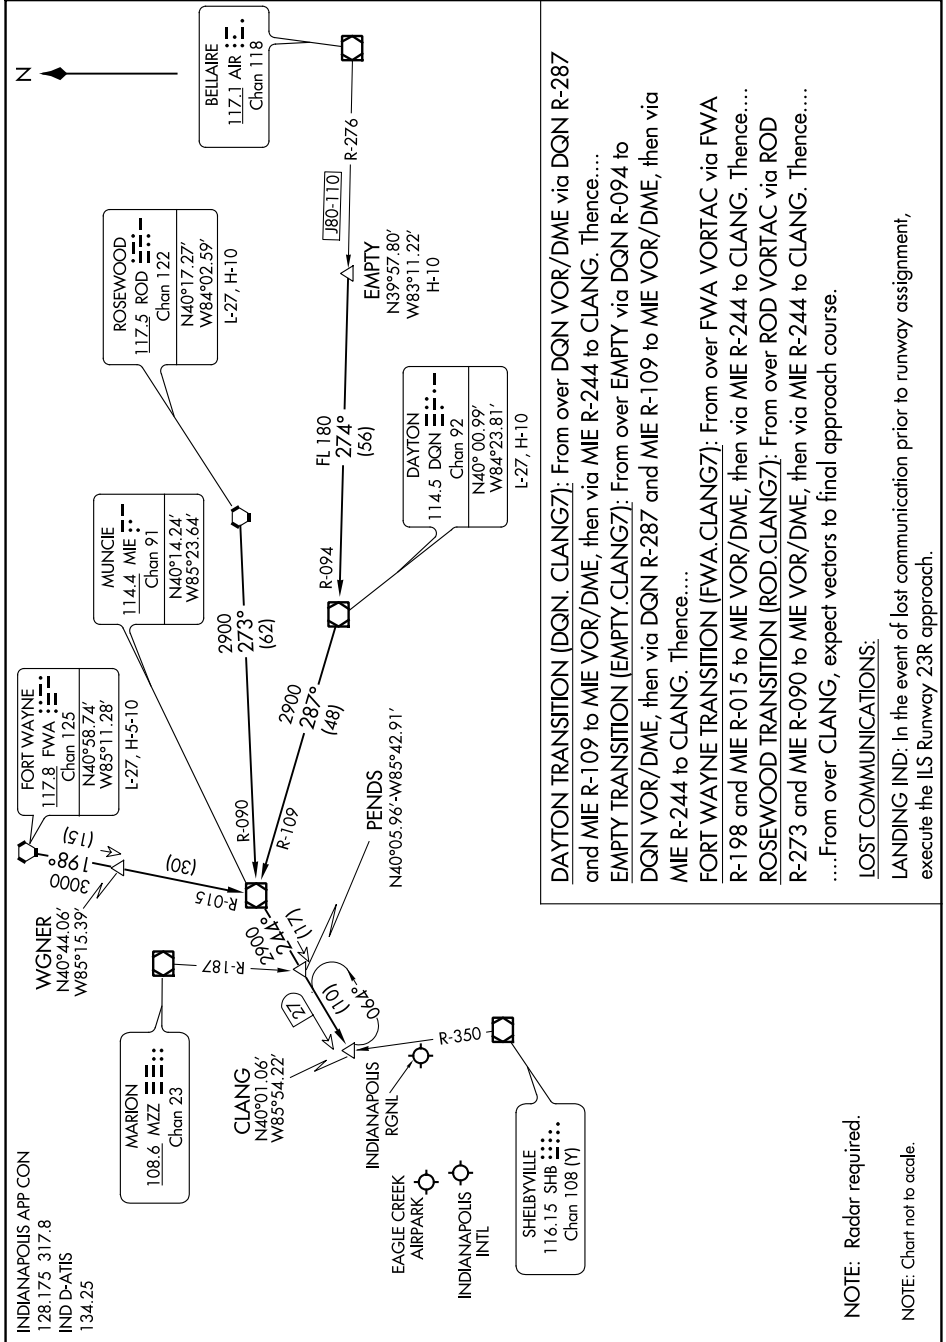 INDIANAPOLIS APP CON
128.175 317.8
IND D-ATIS
134.25
N
FORT WAYNE
117.8 FWA
Chan 125
N40°58.74'
W85°11.28'
L-27, H-5-10
WGNER
N40°44.06'
W85°15.39'
198°
(15)
3000
(30)
R-015
MARION
108.6 MZZ
Chan 23
R-187
MUNCIE
114.4 MIE
Chan 91
N40°14.24'
W85°23.64'
ROSEWOOD
117.5 ROD
Chan 122
N40°17.27'
W84°02.59'
L-27, H-10
BELLAIRE
117.1 AIR
Chan 118
R-276
J80-110
EMPTY
N39°57.80'
W83°11.22'
H-10
FL 180
274°
(56)
R-094
DAYTON
114.5 DQN
Chan 92
N40° 00.99'
W84°23.81'
L-27, H-10
2900
273°
(62)
R-090
2900
287°
(48)
R-109
2600
244°
(17)
PENDS
N40°05.96'-W85°42.91'
27
(10)
064°
CLANG
N40°01.06'
W85°54.22'
R-350
INDIANAPOLIS
RGNL
EAGLE CREEK
AIRPARK
INDIANAPOLIS
INTL
SHELBYVILLE
116.15 SHB
Chan 108 (Y)
NOTE: Radar required.
NOTE: Chart not to acale.
DAYTON TRANSITION (DQN. CLANG7): From over DQN VOR/DME via DQN R-287
and MIE R-109 to MIE VOR/DME, then via MIE R-244 to CLANG. Thence....
EMPTY TRANSITION (EMPTY.CLANG7): From over EMPTY via DQN R-094 to
DQN VOR/DME, then via DQN R-287 and MIE R-109 to MIE VOR/DME, then via
MIE R-244 to CLANG. Thence....
FORT WAYNE TRANSITION (FWA.CLANG7): From over FWA VORTAC via FWA
R-198 and MIE R-015 to MIE VOR/DME, then via MIE R-244 to CLANG. Thence....
ROSEWOOD TRANSITION (ROD.CLANG7): From over ROD VORTAC via ROD
R-273 and MIE R-090 to MIE VOR/DME, then via MIE R-244 to CLANG. Thence....
....From over CLANG, expect vectors to final approach course.
LOST COMMUNICATIONS:
LANDING IND: In the event of lost communication prior to runway assignment,
execute the ILS Runway 23R approach.